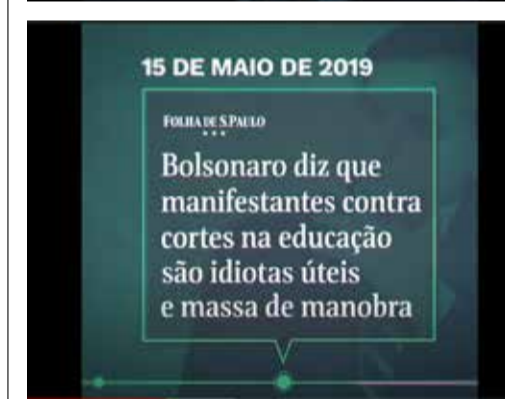 15 DE MAIO DE 2019
FOLHA DE S.PAULO
Bolsonaro diz que
manifestantes contra
cortes na educação
são idiotas úteis
e massa de manobra